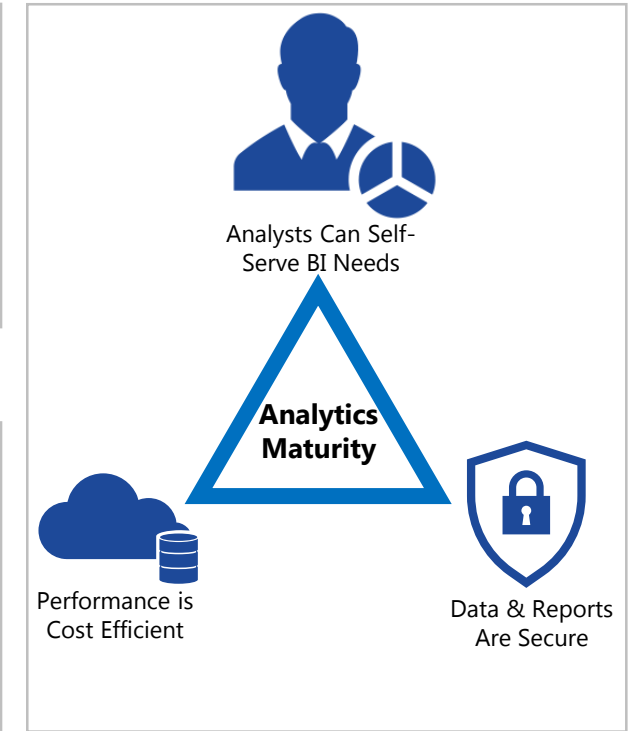 Analysts Can Self-
Serve BI Needs
Analytics
Maturity
Performance is
Cost Efficient
Data & Reports
Are Secure